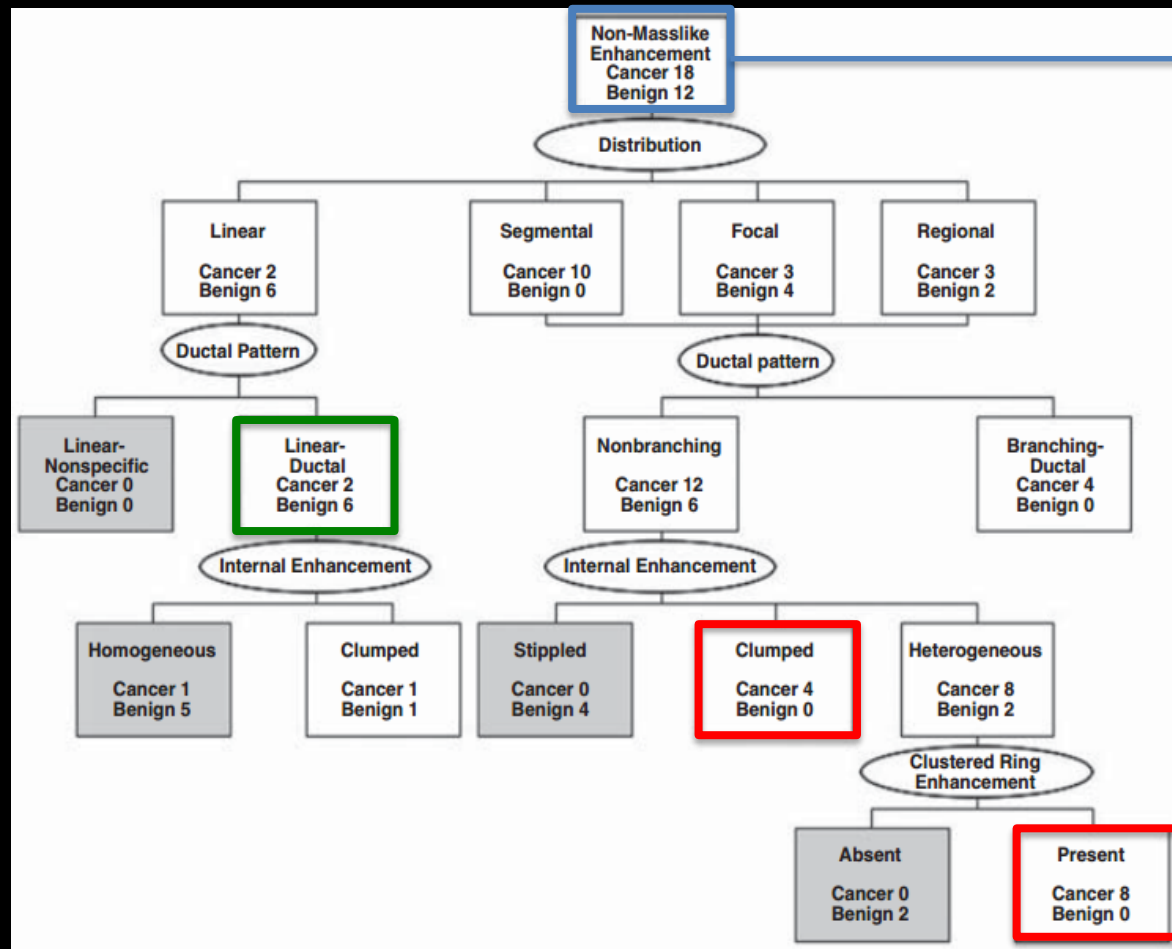 Non-Masslike
Enhancement
Cancer 18
Benign 12
Distribution
Linear
Cancer 2
Benign 6
Segmental
Cancer 10
Benign 0
Focal
Cancer 3
Benign 4
Regional
Cancer 3
Benign 2
Ductal Pattern
Ductal pattern
Linear-
Nonspecific
Cancer 0
Benign 0
Linear-
Ductal
Cancer 2
Benign 6
Nonbranching
Cancer 12
Benign 6
Branching-
Ductal
Cancer 4
Benign 0
Internal Enhancement
Internal Enhancement
Homogeneous
Cancer 1
Benign 5
Clumped
Cancer 1
Benign 1
Stippled
Cancer 0
Benign 4
Clumped
Cancer 4
Benign 0
Heterogeneous
Cancer 8
Benign 2
Clustered Ring
Enhancement
Absent
Cancer 0
Benign 2
Present
Cancer 8
Benign 0